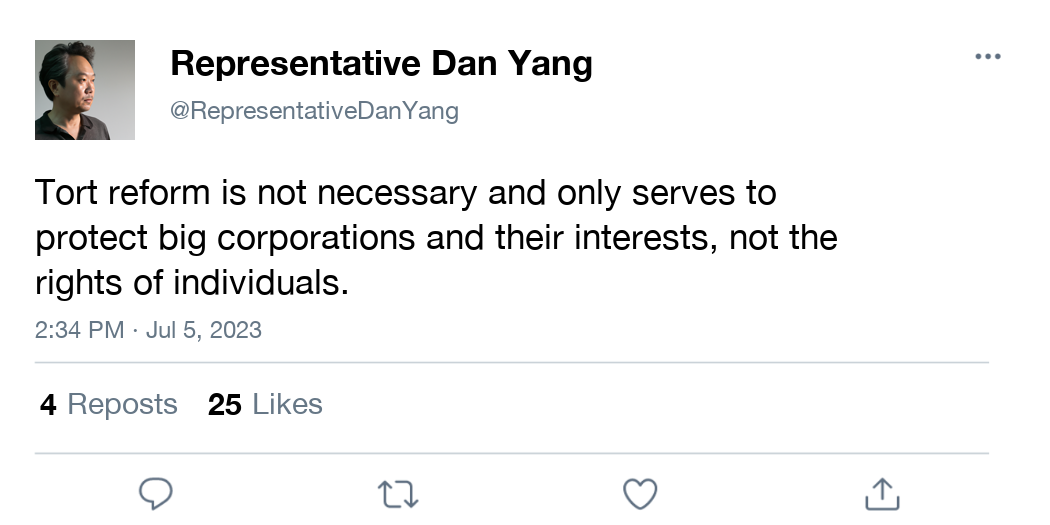 Representative Dan Yang
@RepresentativeDanYang
Tort reform is not necessary and only serves to
protect big corporations and their interests, not the
rights of individuals.
2:34 PM · Jul 5, 2023
4 Reposts 25 Likes